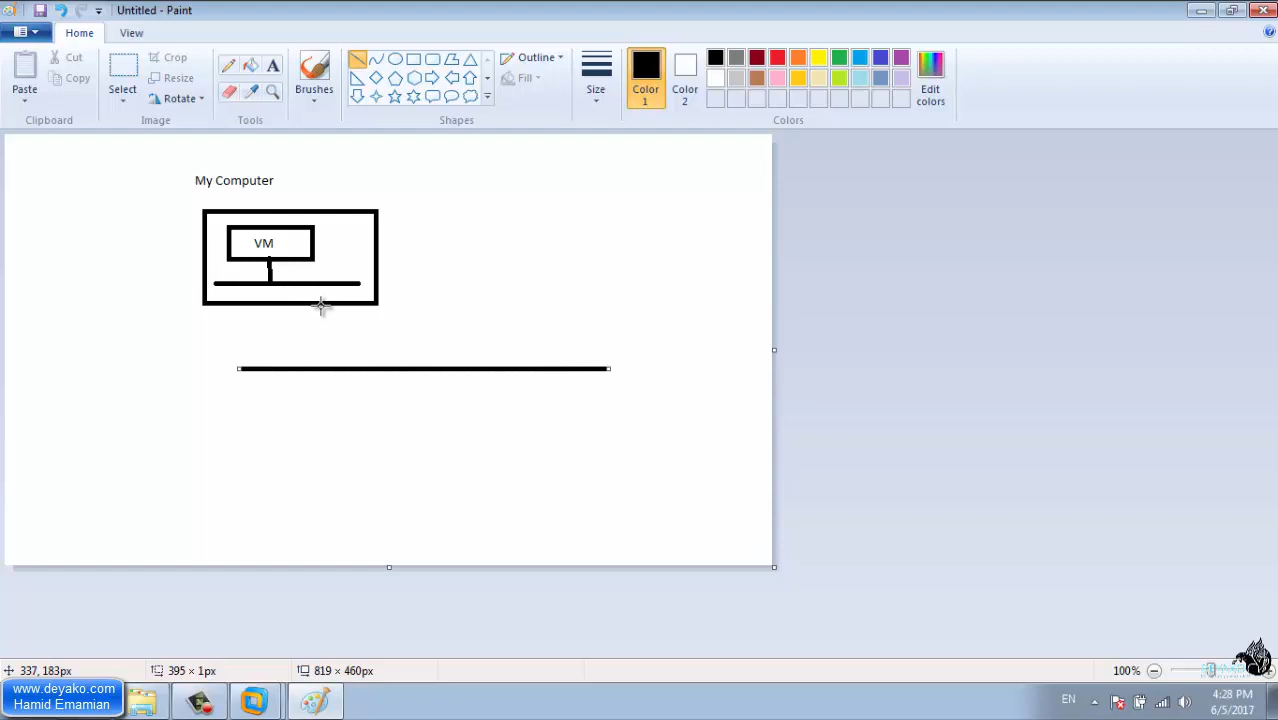 Untitled - Paint
Home
View
Paste
Cut
Copy
Clipboard
Select
Crop
Resize
Rotate
Image
Tools
Brushes
Shapes
Outline
Fill
Size
Color
1
Color
2
Edit
colors
Colors
My Computer
VM
337, 183px
395 × 1px
819 × 460px
100%
www.deyako.com
Hamid Emamian
EN
4:28 PM
6/5/2017